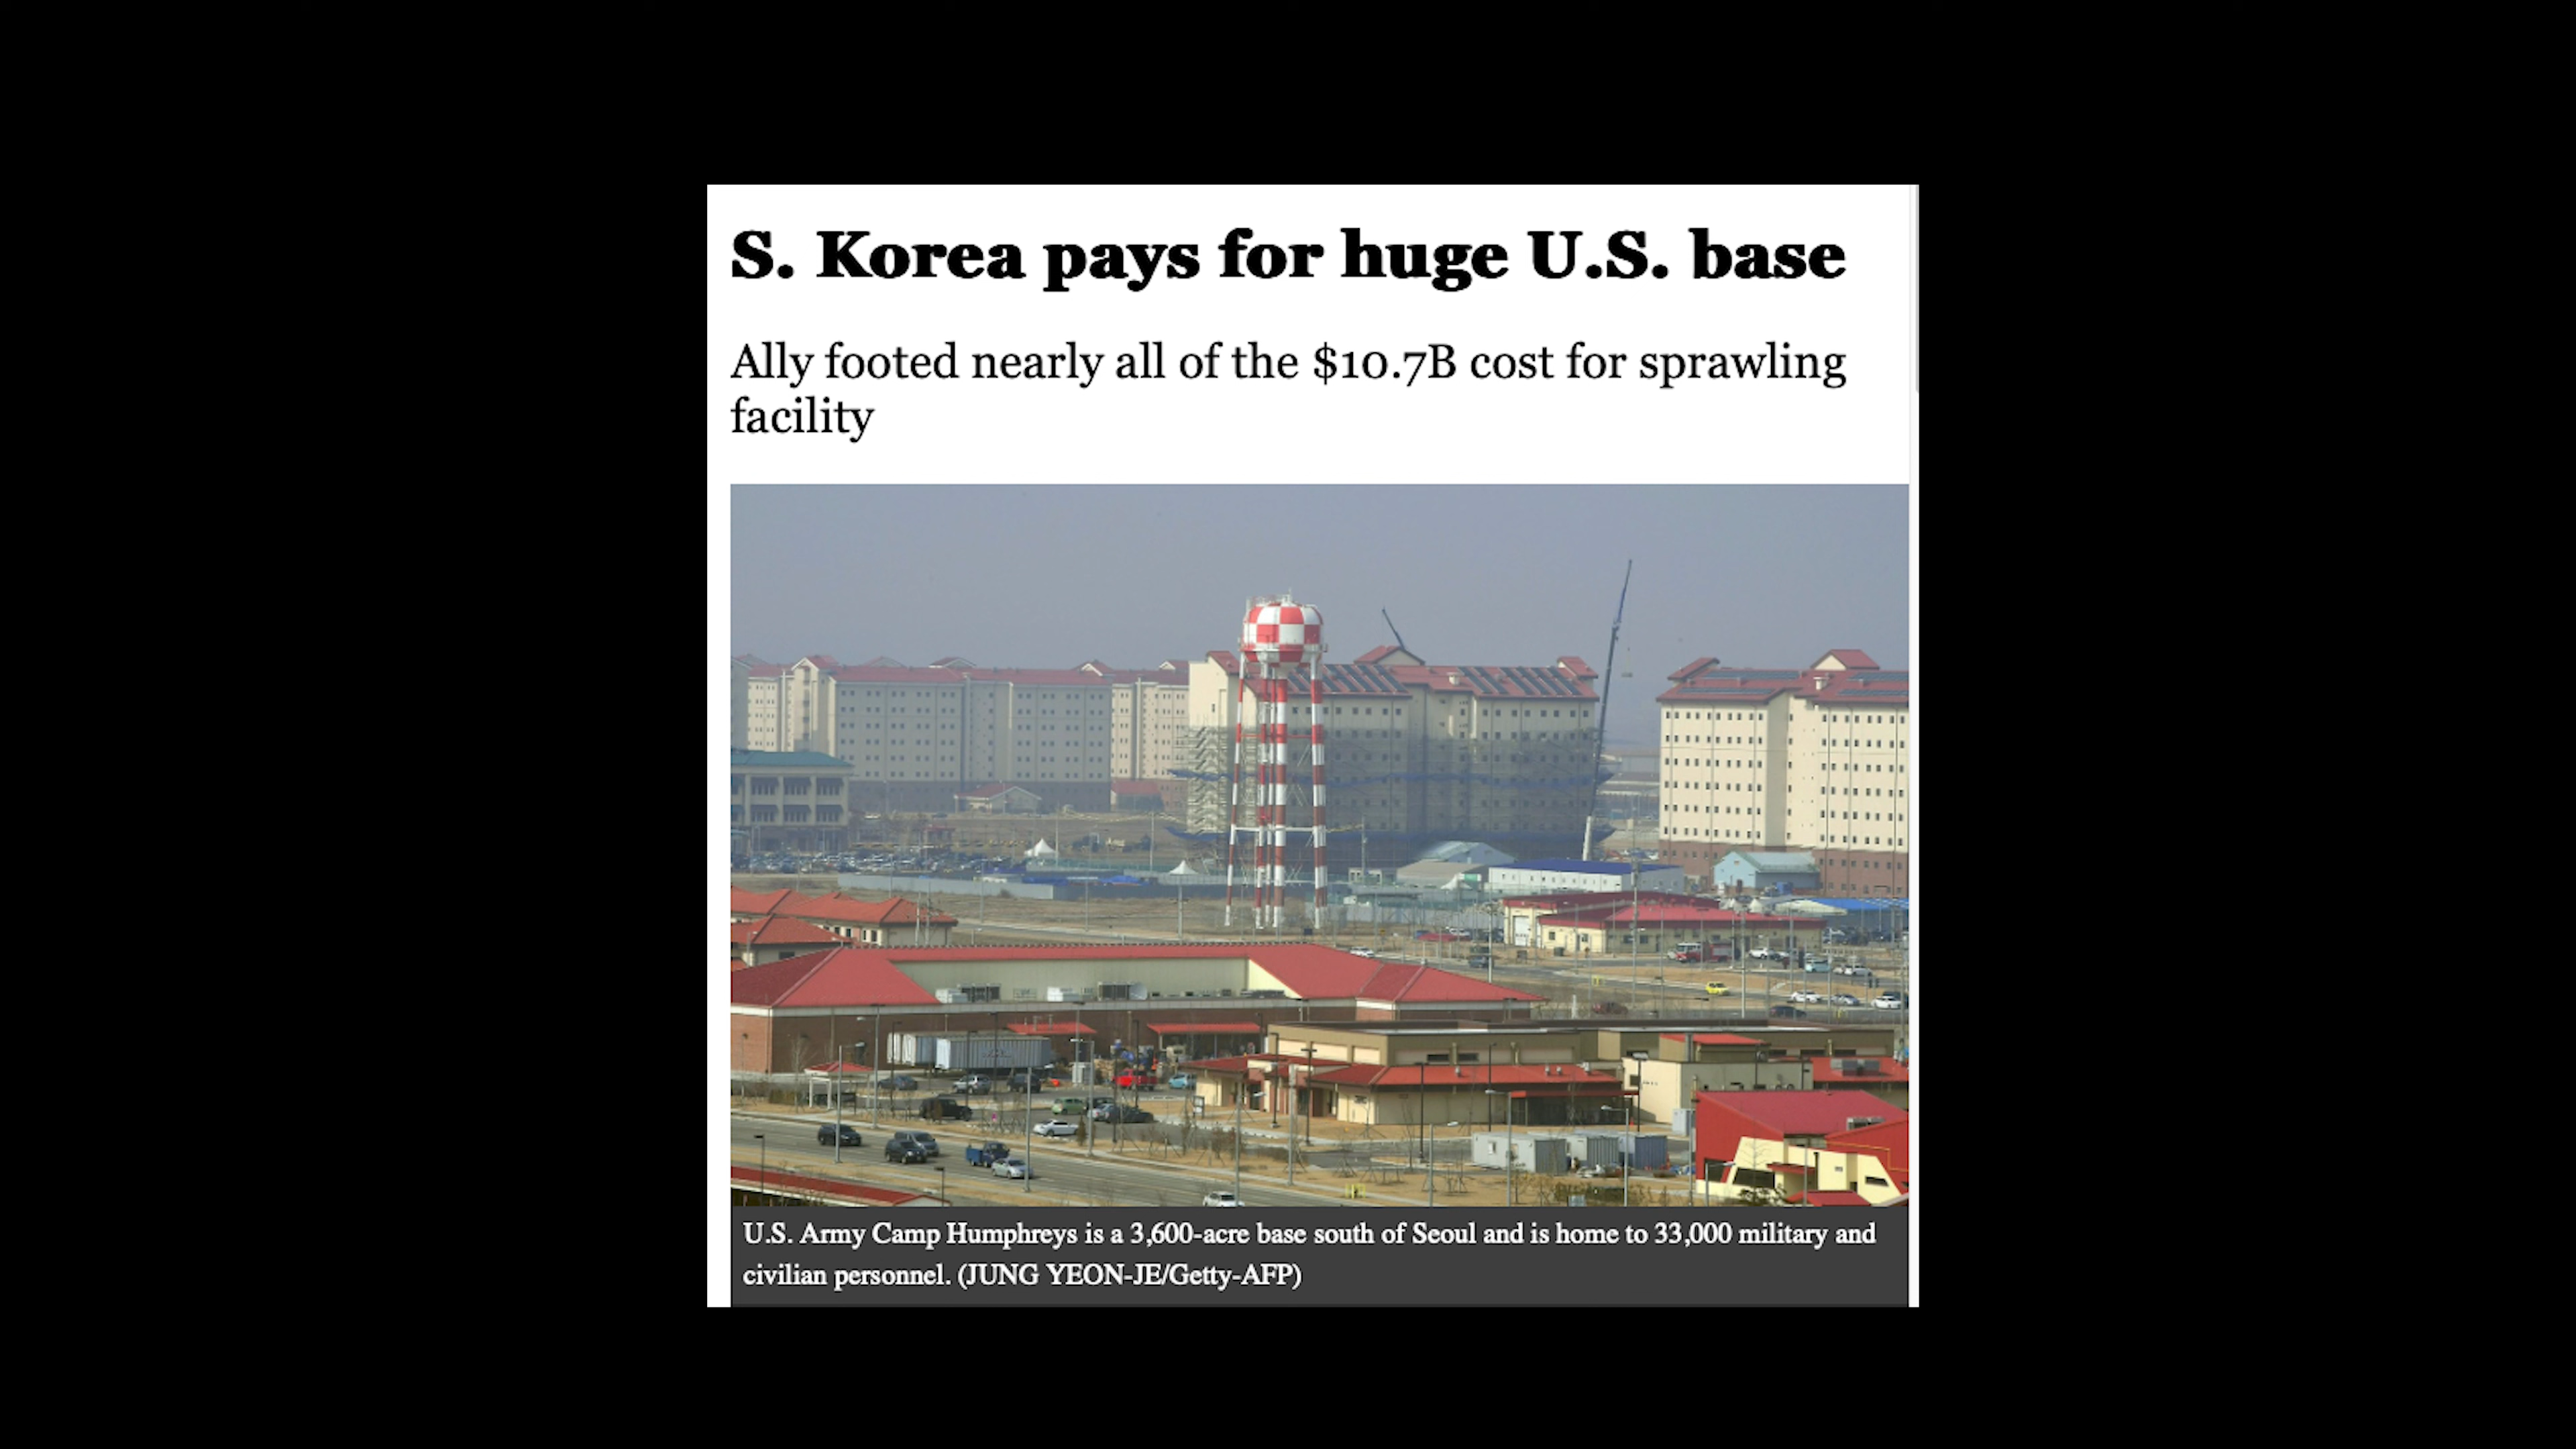 S. Korea pays for huge U.S. base
Ally footed nearly all of the $10.7B cost for sprawling
facility
U.S. Army Camp Humphreys is a 3,600-acre base south of Seoul and is home to 33,000 military and
civilian personnel. (JUNG YEON-JE/Getty-AFP)